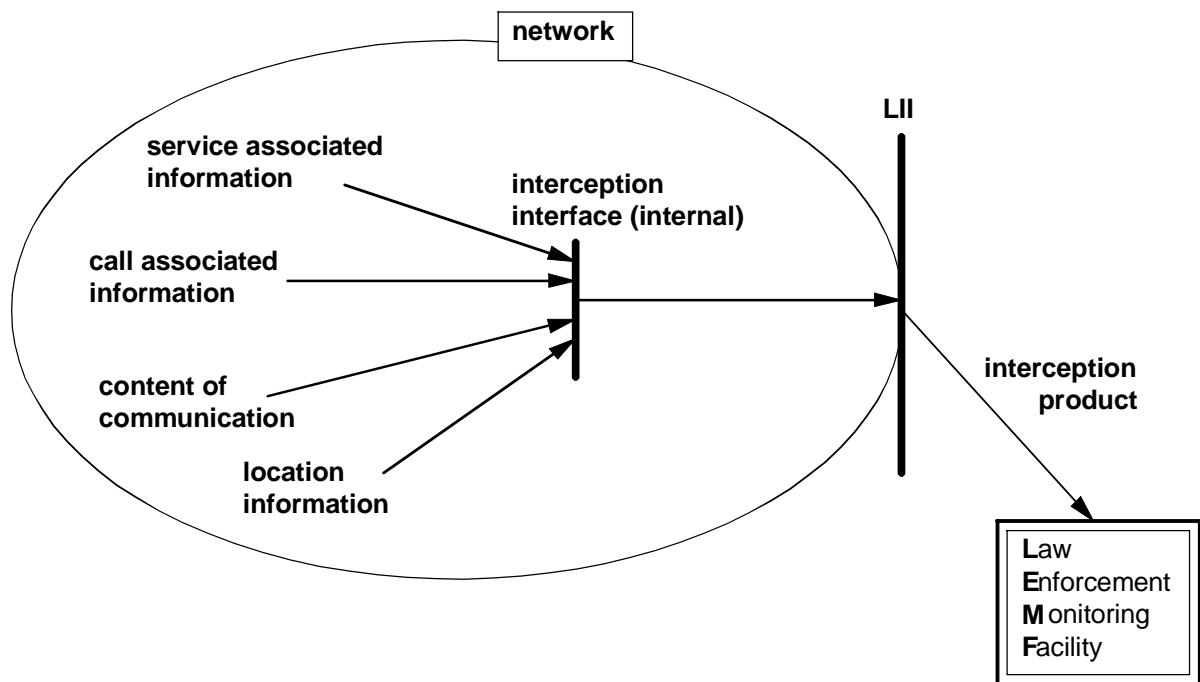 network
LII
service associated
information
interception
interface (internal)
call associated
information
interception
product
content of
communication
location
information
Law
Enforcement
Monitoring
Facility